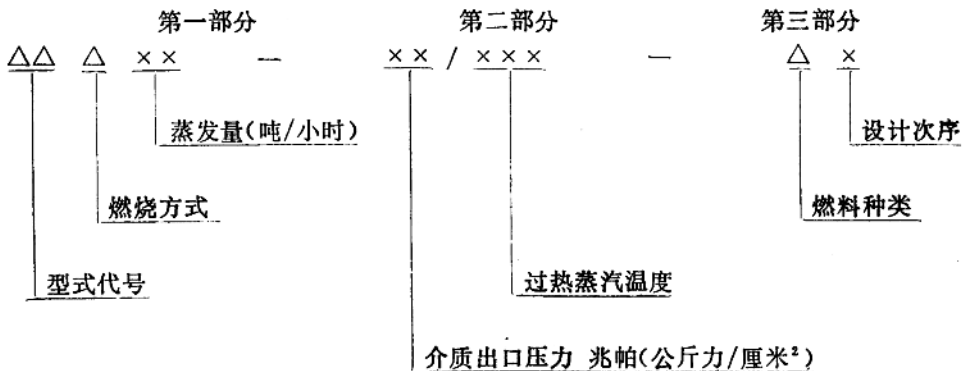 第一部分 第二部分 第三部分
△△ △ ×× — ××/××× — △ ×
蒸发量(吨/小时) 设计次序
燃烧方式 燃料种类
型式代号 过热蒸汽温度
介质出口压力 兆帕(公斤力/厘米²)